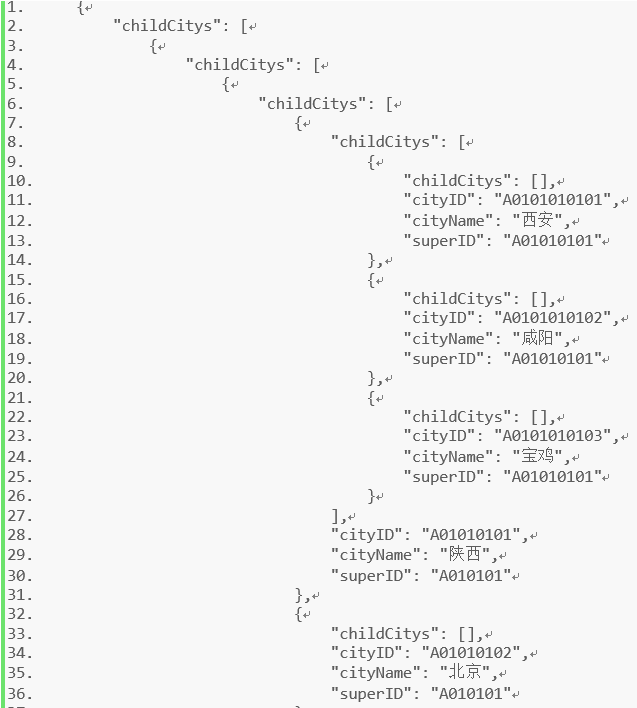 1. {
2. "childCitys": [
3. {
4. "childCitys": [
5. {
6. "childCitys": [
7. {
8. "childCitys": [
9. {
10. "childCitys": [],
11. "cityID": "A0101010101",
12. "cityName": "西安",
13. "superID": "A01010101"
14. },
15. {
16. "childCitys": [],
17. "cityID": "A0101010102",
18. "cityName": "咸阳",
19. "superID": "A01010101"
20. },
21. {
22. "childCitys": [],
23. "cityID": "A0101010103",
24. "cityName": "宝鸡",
25. "superID": "A01010101"
26. }
27. ],
28. "cityID": "A01010101",
29. "cityName": "陕西",
30. "superID": "A010101"
31. },
32. {
33. "childCitys": [],
34. "cityID": "A01010102",
35. "cityName": "北京",
36. "superID": "A010101"